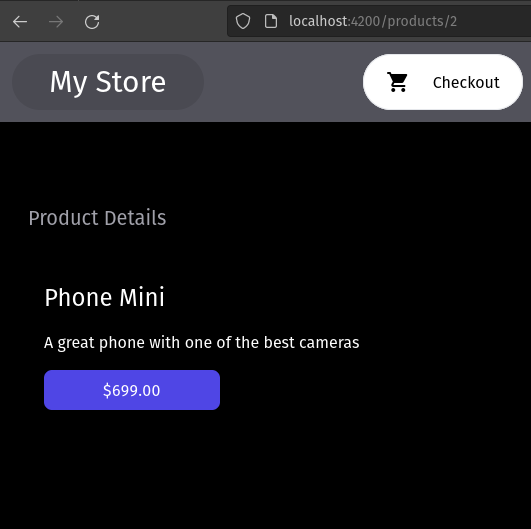 localhost:4200/products/2
My Store
Checkout
Product Details
Phone Mini
A great phone with one of the best cameras
$699.00